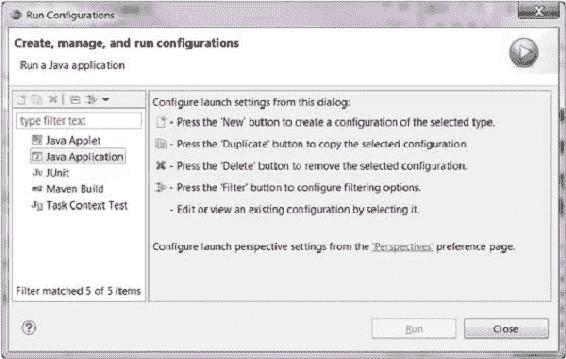 Run Configurations
Create, manage, and run configurations
Run a Java application
type filter text
Java Applet
Java Application
Ju JUnit
m2 Maven Build
Ju Task Context Test
Filter matched 5 of 5 items
Configure launch settings from this dialog:
- Press the 'New' button to create a configuration of the selected type.
- Press the 'Duplicate' button to copy the selected configuration.
- Press the 'Delete' button to remove the selected configuration.
- Press the 'Filter' button to configure filtering options.
- Edit or view an existing configuration by selecting it.
Configure launch perspective settings from the 'Perspectives' preference page.
?
Run
Close